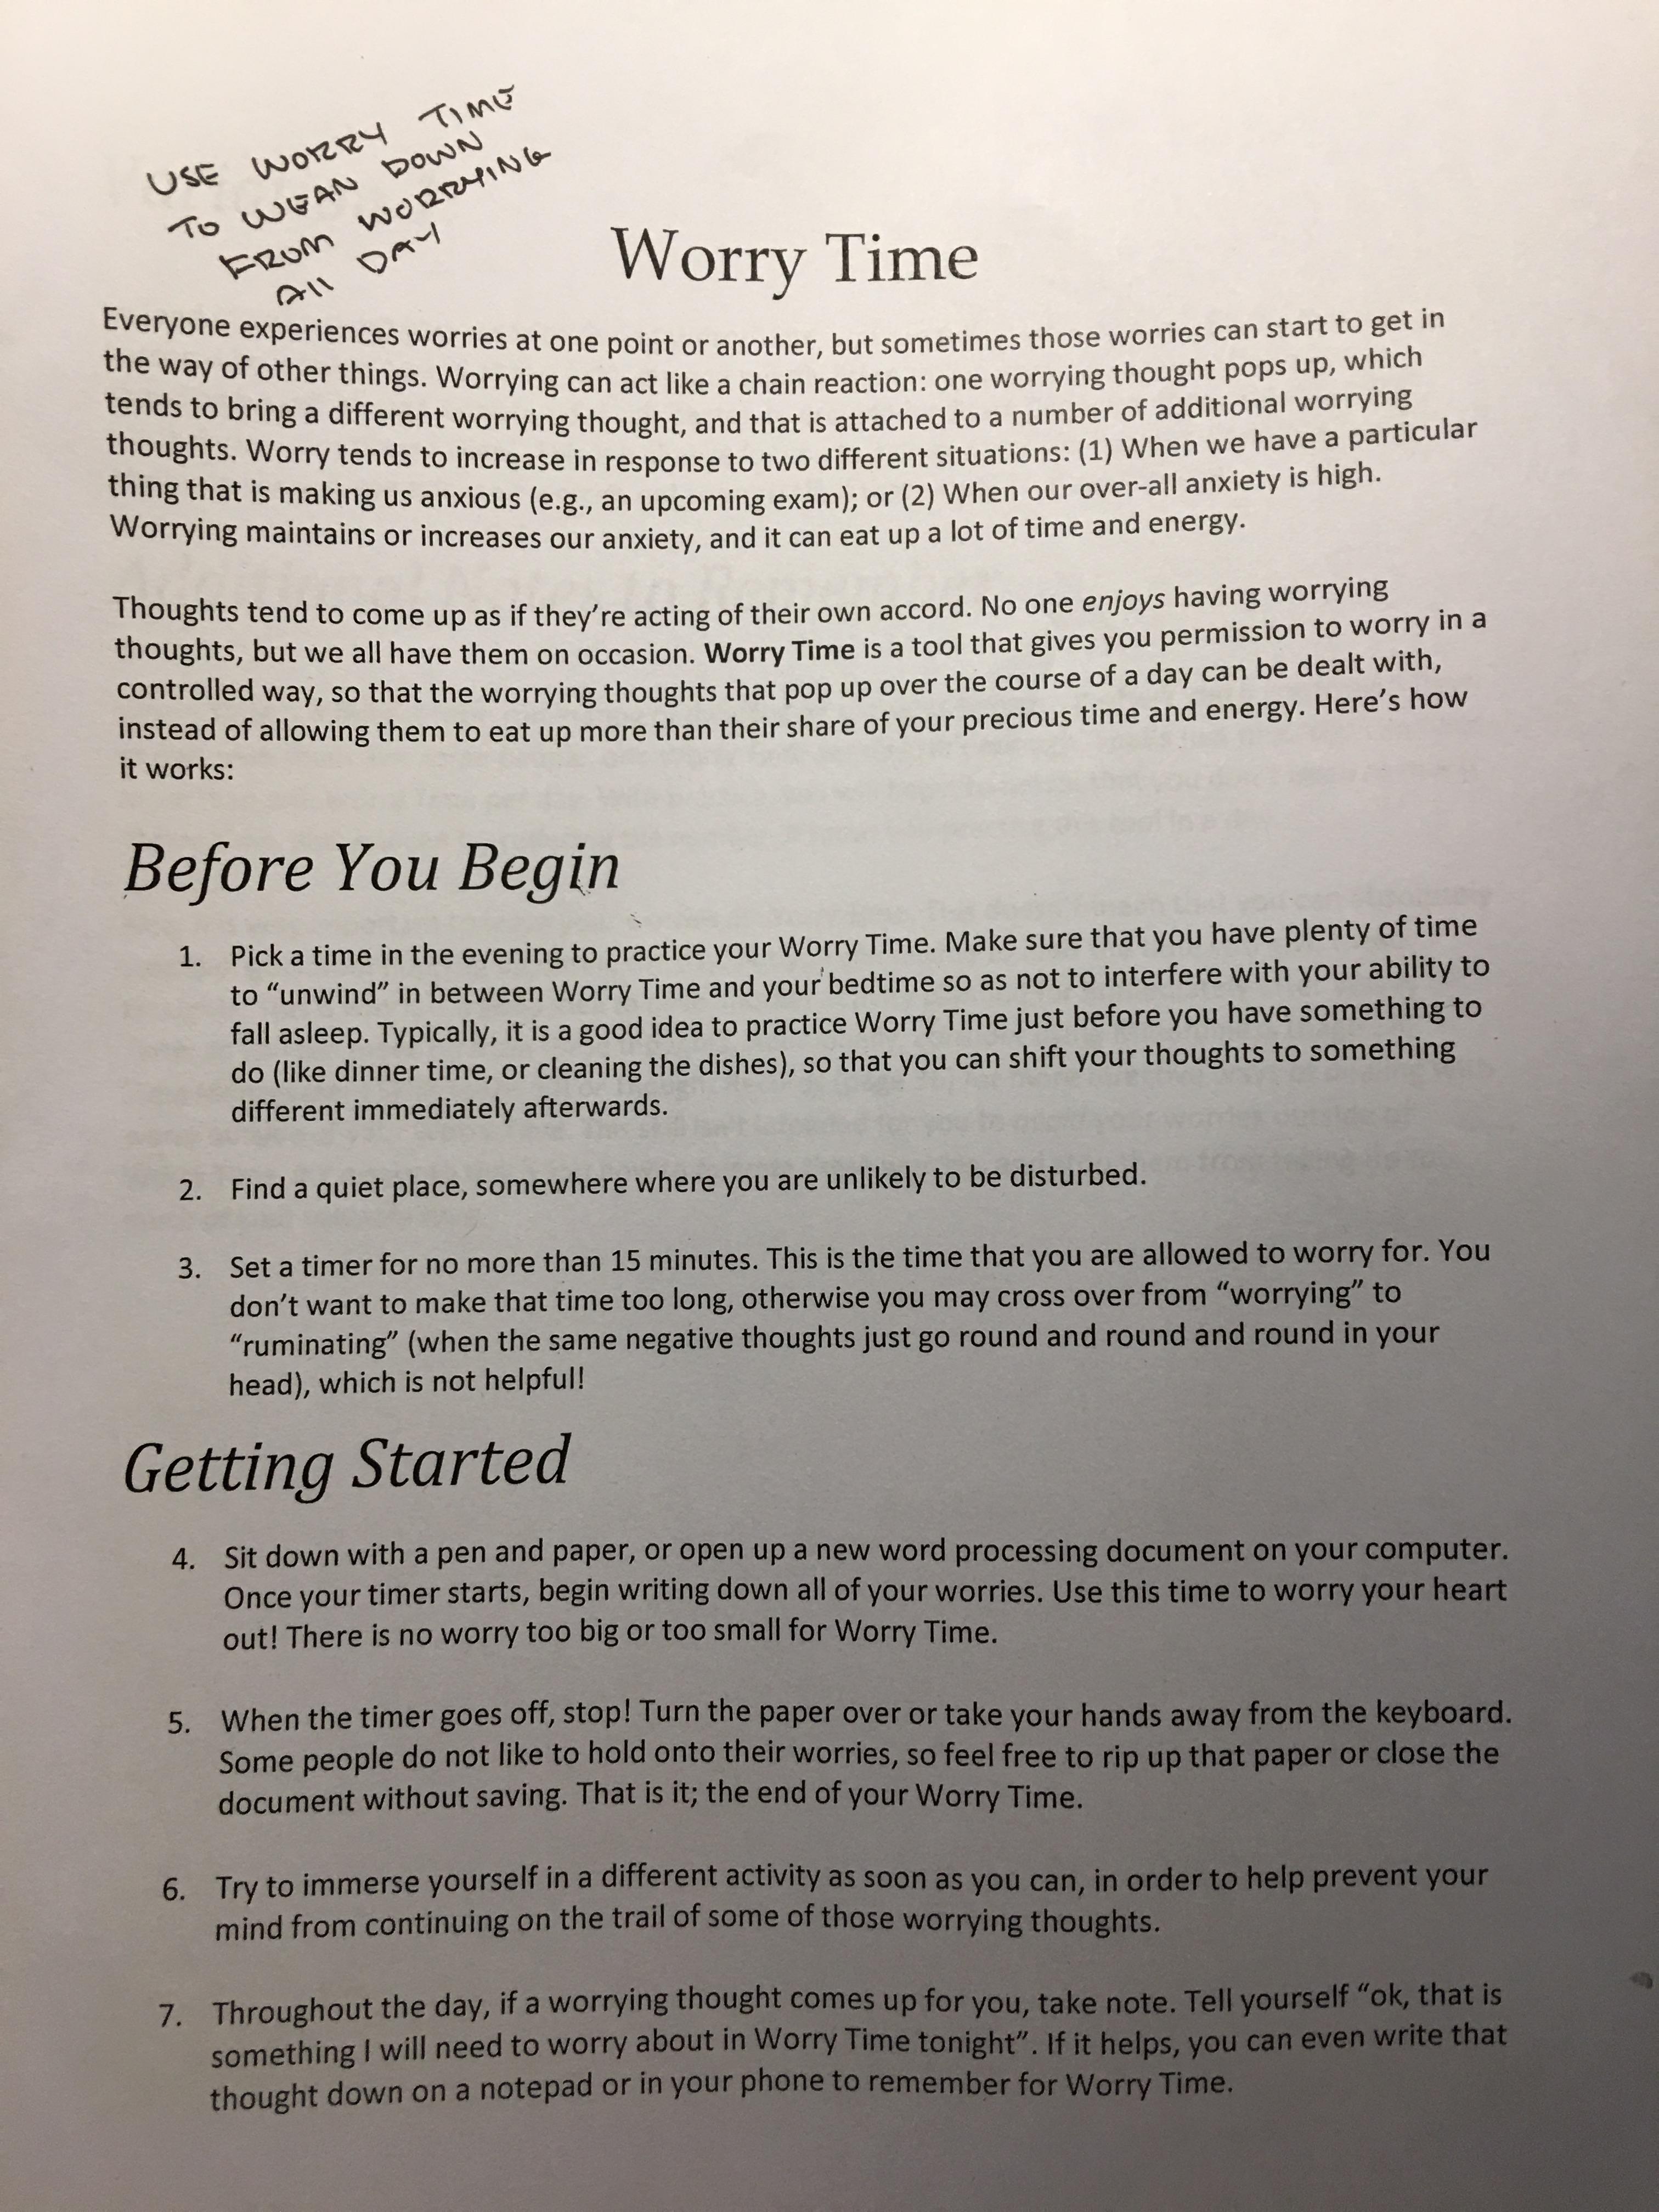 USE WORRY TIME
TO WEAN DOWN
FROM WORRYING
All DAY
Worry Time
Everyone experiences worries at one point or another, but sometimes those worries can start to get in
the way of other things. Worrying can act like a chain reaction: one worrying thought pops up, which
tends to bring a different worrying thought, and that is attached to a number of additional worrying
thoughts. Worry tends to increase in response to two different situations: (1) When we have a particular
thing that is making us anxious (e.g., an upcoming exam); or (2) When our over-all anxiety is high.
Worrying maintains or increases our anxiety, and it can eat up a lot of time and energy.
Thoughts tend to come up as if they're acting of their own accord. No one enjoys having worrying
thoughts, but we all have them on occasion. Worry Time is a tool that gives you permission to worry in a
controlled way, so that the worrying thoughts that pop up over the course of a day can be dealt with,
instead of allowing them to eat up more than their share of your precious time and energy. Here's how
it works:
Before You Begin
1. Pick a time in the evening to practice your Worry Time. Make sure that you have plenty of time
to “unwind” in between Worry Time and your bedtime so as not to interfere with your ability to
fall asleep. Typically, it is a good idea to practice Worry Time just before you have something to
do (like dinner time, or cleaning the dishes), so that you can shift your thoughts to something
different immediately afterwards.
2. Find a quiet place, somewhere where you are unlikely to be disturbed.
3. Set a timer for no more than 15 minutes. This is the time that you are allowed to worry for. You
don't want to make that time too long, otherwise you may cross over from “worrying” to
“ruminating” (when the same negative thoughts just go round and round and round in your
head), which is not helpful!
Getting Started
4. Sit down with a pen and paper, or open up a new word processing document on your computer.
Once your timer starts, begin writing down all of your worries. Use this time to worry your heart
out! There is no worry too big or too small for Worry Time.
5. When the timer goes off, stop! Turn the paper over or take your hands away from the keyboard.
Some people do not like to hold onto their worries, so feel free to rip up that paper or close the
document without saving. That is it; the end of your Worry Time.
6. Try to immerse yourself in a different activity as soon as you can, in order to help prevent your
mind from continuing on the trail of some of those worrying thoughts.
7. Throughout the day, if a worrying thought comes up for you, take note. Tell yourself “ok, that is
something I will need to worry about in Worry Time tonight”. If it helps, you can even write that
thought down on a notepad or in your phone to remember for Worry Time.